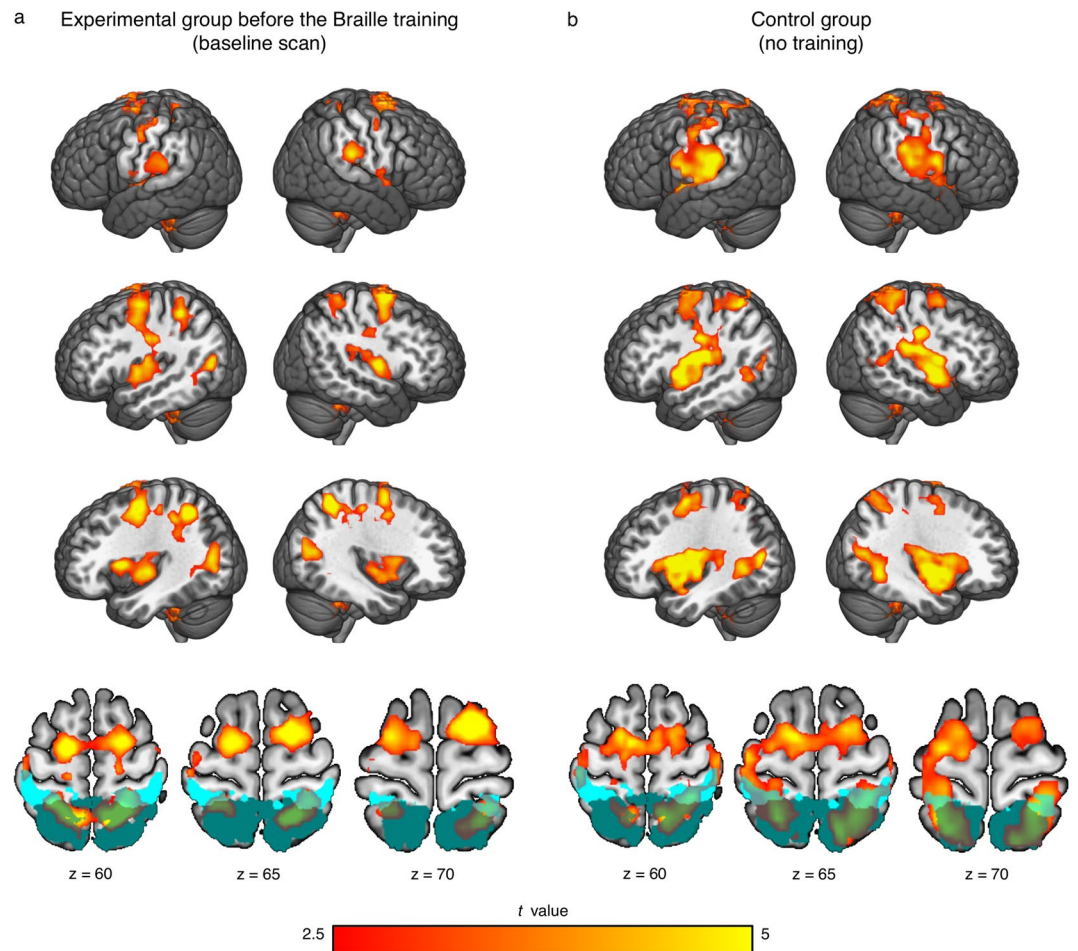 a
Experimental group before the Braille training
(baseline scan)
b
Control group
(no training)
z = 60
z = 65
z = 70
z = 60
z = 65
z = 70
t value
2.5
5